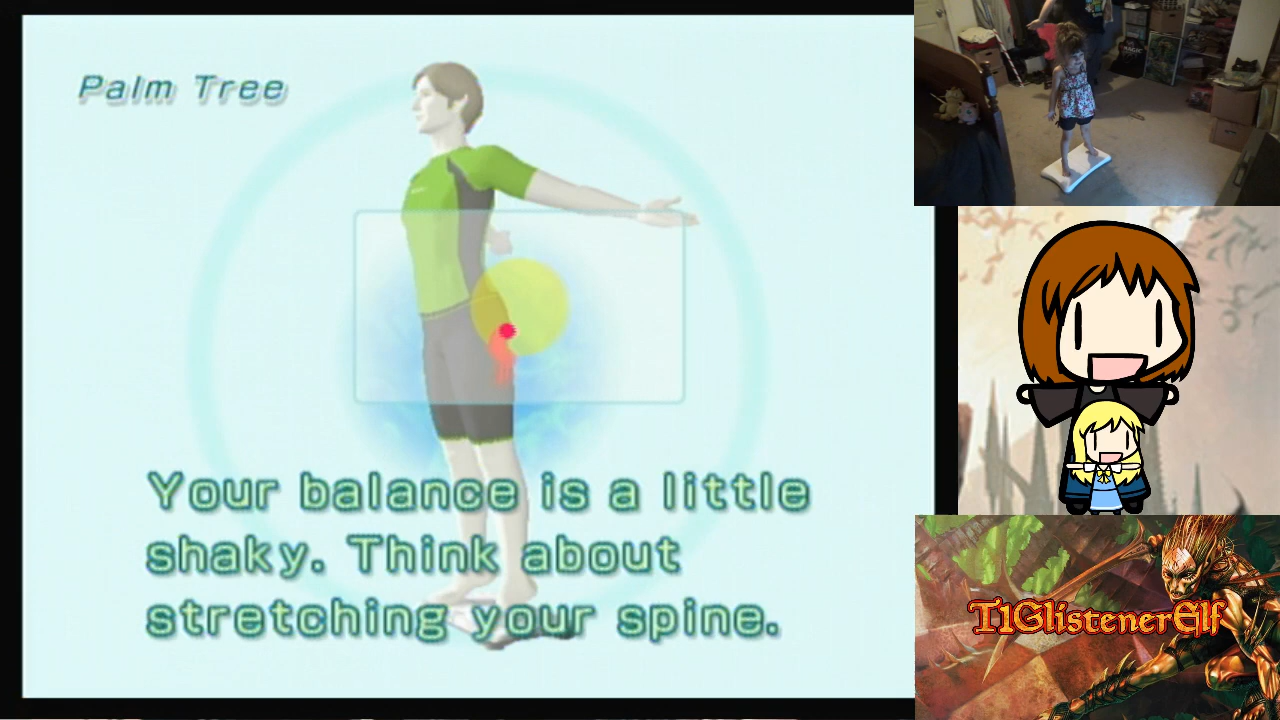 Palm Tree
Your balance is a little
shaky. Think about
stretching your spine.
T1GlistenerElf